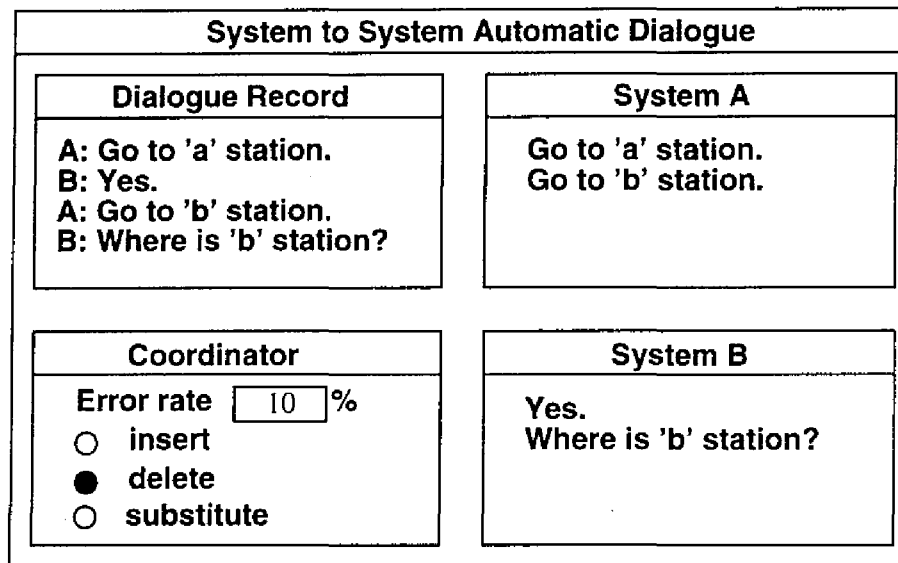 System to System Automatic Dialogue
Dialogue Record
A: Go to 'a' station.
B: Yes.
A: Go to 'b' station.
B: Where is 'b' station?
System A
Go to 'a' station.
Go to 'b' station.
Coordinator
Error rate 10 %
insert
delete
substitute
System B
Yes.
Where is 'b' station?